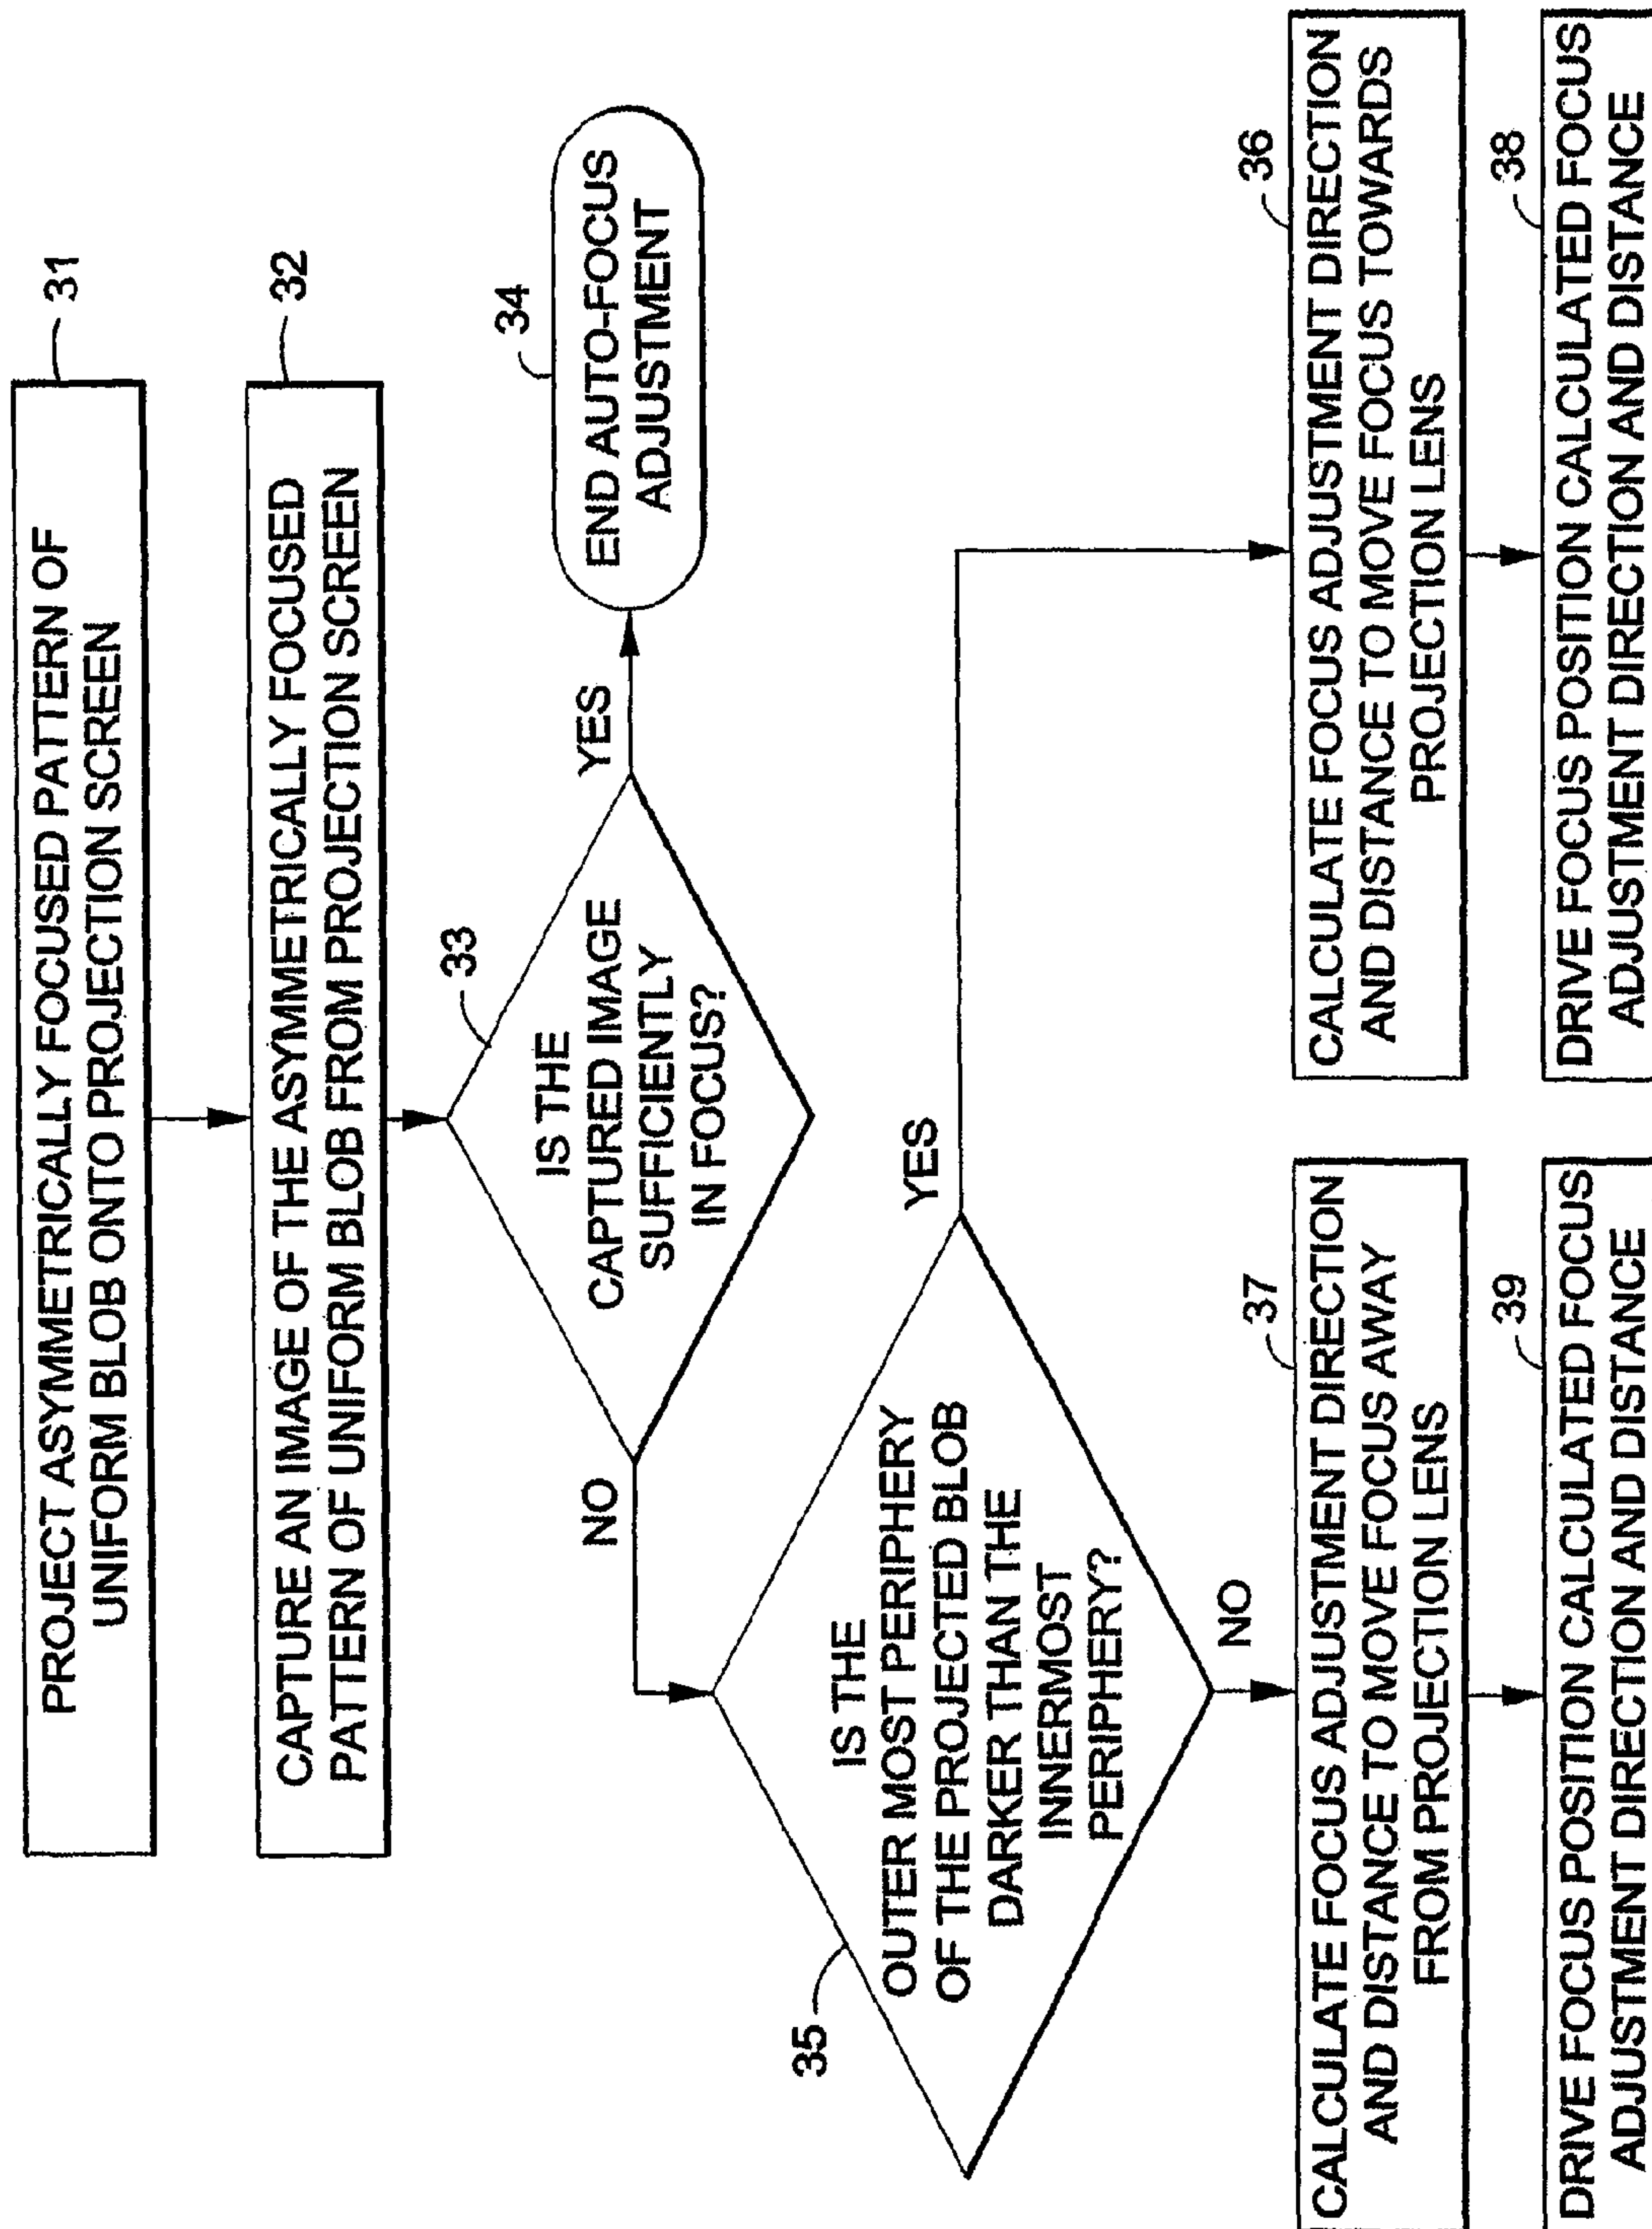 31
PROJECT ASYMMETRICALLY FOCUSED PATTERN OF
UNIFORM BLOB ONTO PROJECTION SCREEN
32
CAPTURE AN IMAGE OF THE ASYMMETRICALLY FOCUSED
PATTERN OF UNIFORM BLOB FROM PROJECTION SCREEN
33
IS THE
CAPTURED IMAGE
SUFFICIENTLY
IN FOCUS?
YES
34
END AUTO-FOCUS
ADJUSTMENT
NO
35
IS THE
OUTER MOST PERIPHERY
OF THE PROJECTED BLOB
DARKER THAN THE
INNERMOST
PERIPHERY?
YES
NO
37
CALCULATE FOCUS ADJUSTMENT DIRECTION
AND DISTANCE TO MOVE FOCUS AWAY
FROM PROJECTION LENS
36
CALCULATE FOCUS ADJUSTMENT DIRECTION
AND DISTANCE TO MOVE FOCUS TOWARDS
PROJECTION LENS
39
DRIVE FOCUS POSITION CALCULATED FOCUS
ADJUSTMENT DIRECTION AND DISTANCE
38
DRIVE FOCUS POSITION CALCULATED FOCUS
ADJUSTMENT DIRECTION AND DISTANCE